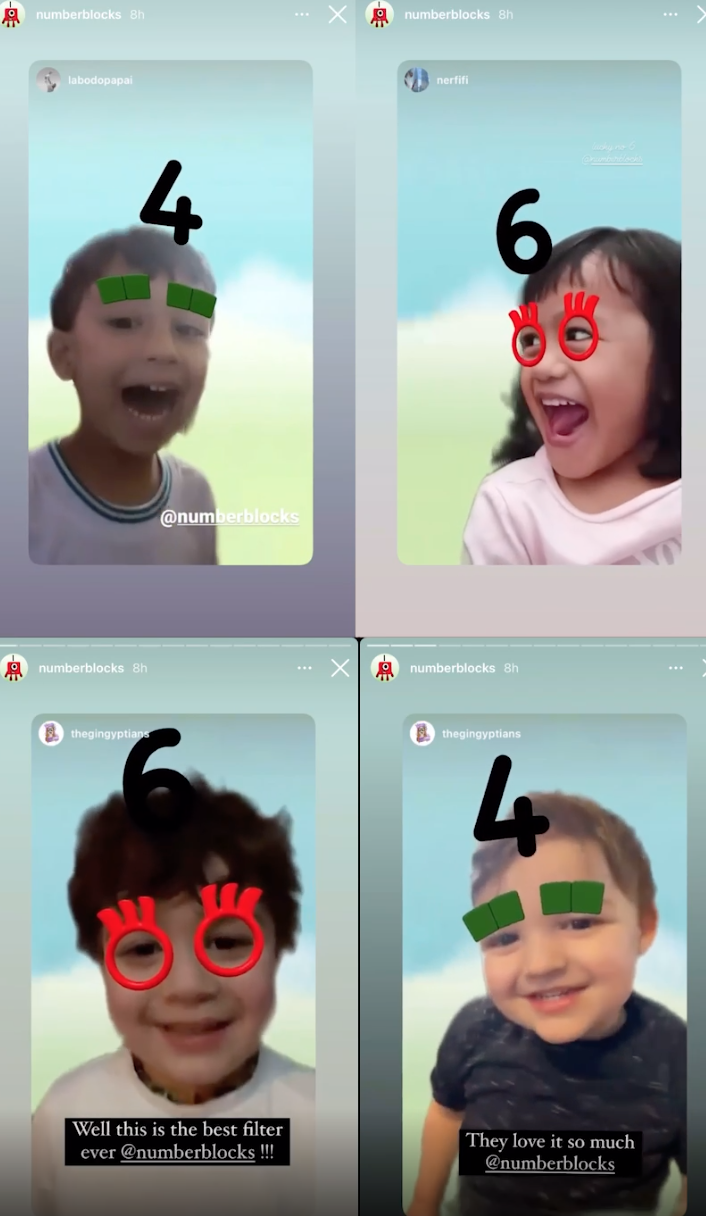 numberblocks 8h
labodopapai
4
@numberblocks
numberblocks 8h
nerfifi
6
numberblocks 8h
thegingyptians
6
Well this is the best filter
ever @numberblocks !!!
numberblocks 8h
thegingyptians
4
They love it so much
@numberblocks